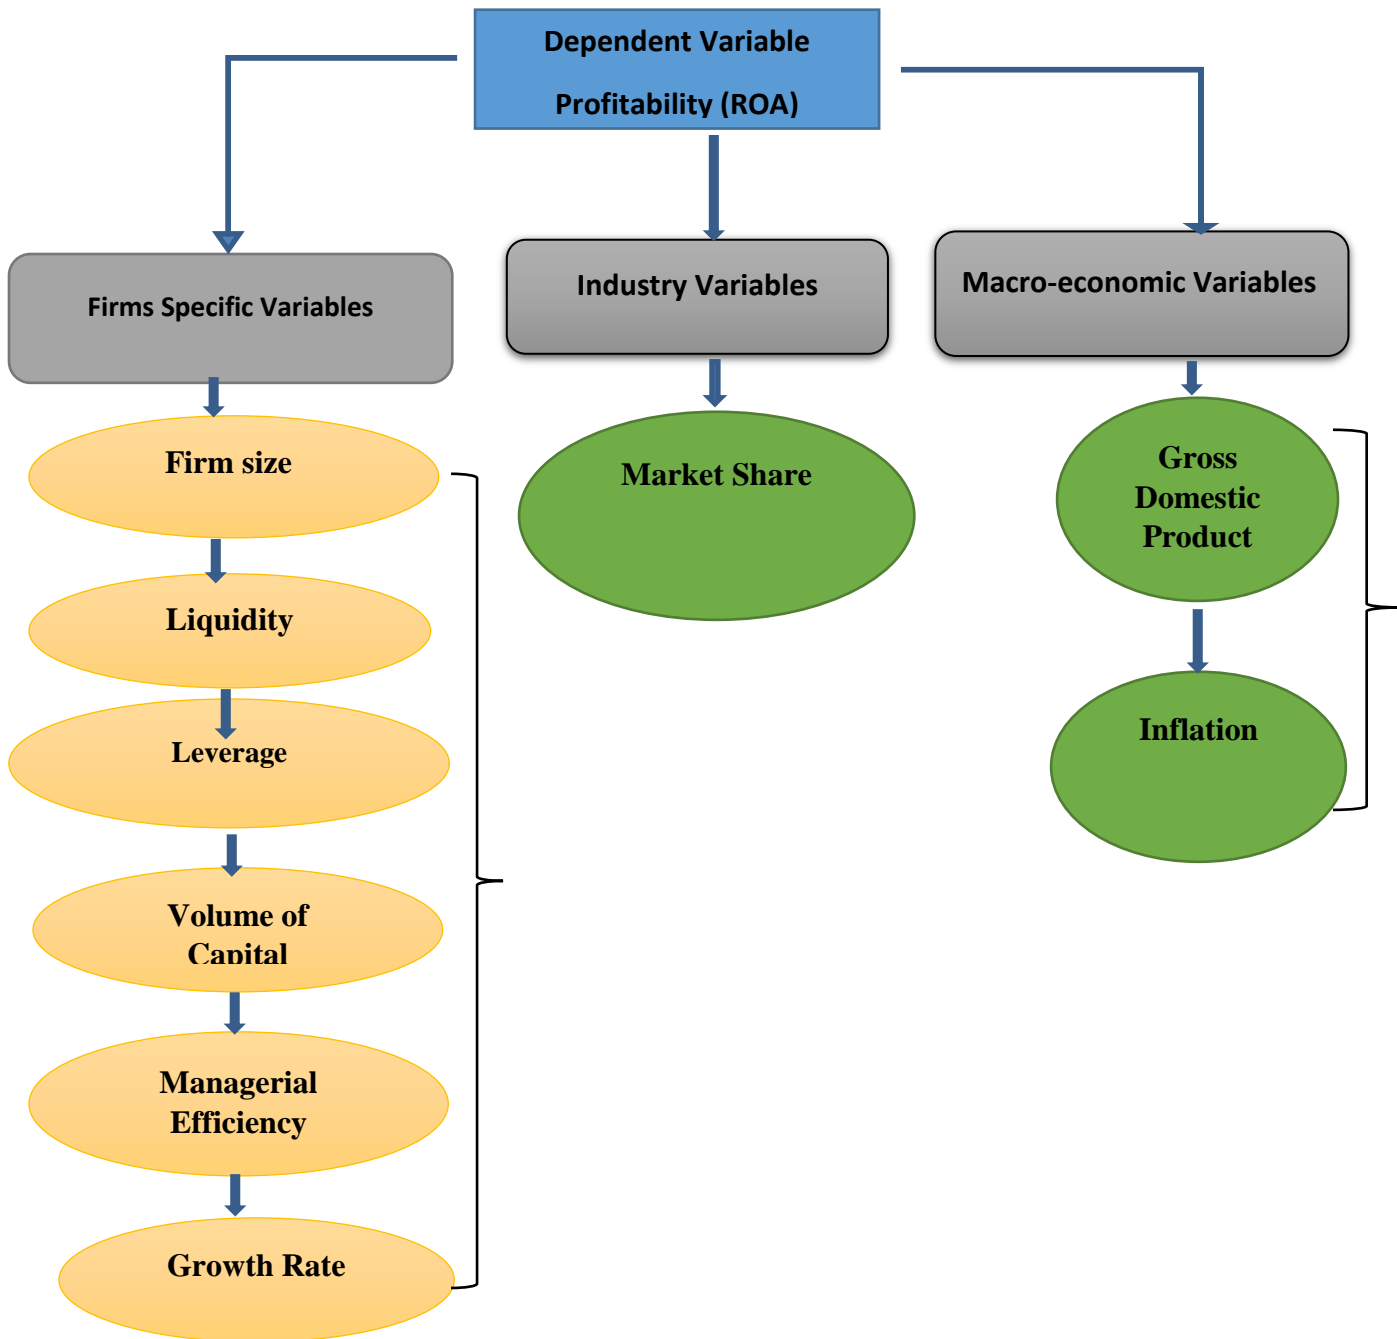 Dependent Variable
Profitability (ROA)
Firms Specific Variables
Industry Variables
Macro-economic Variables
Firm size
Liquidity
Leverage
Volume of
Capital
Managerial
Efficiency
Growth Rate
Market Share
Gross
Domestic
Product
Inflation